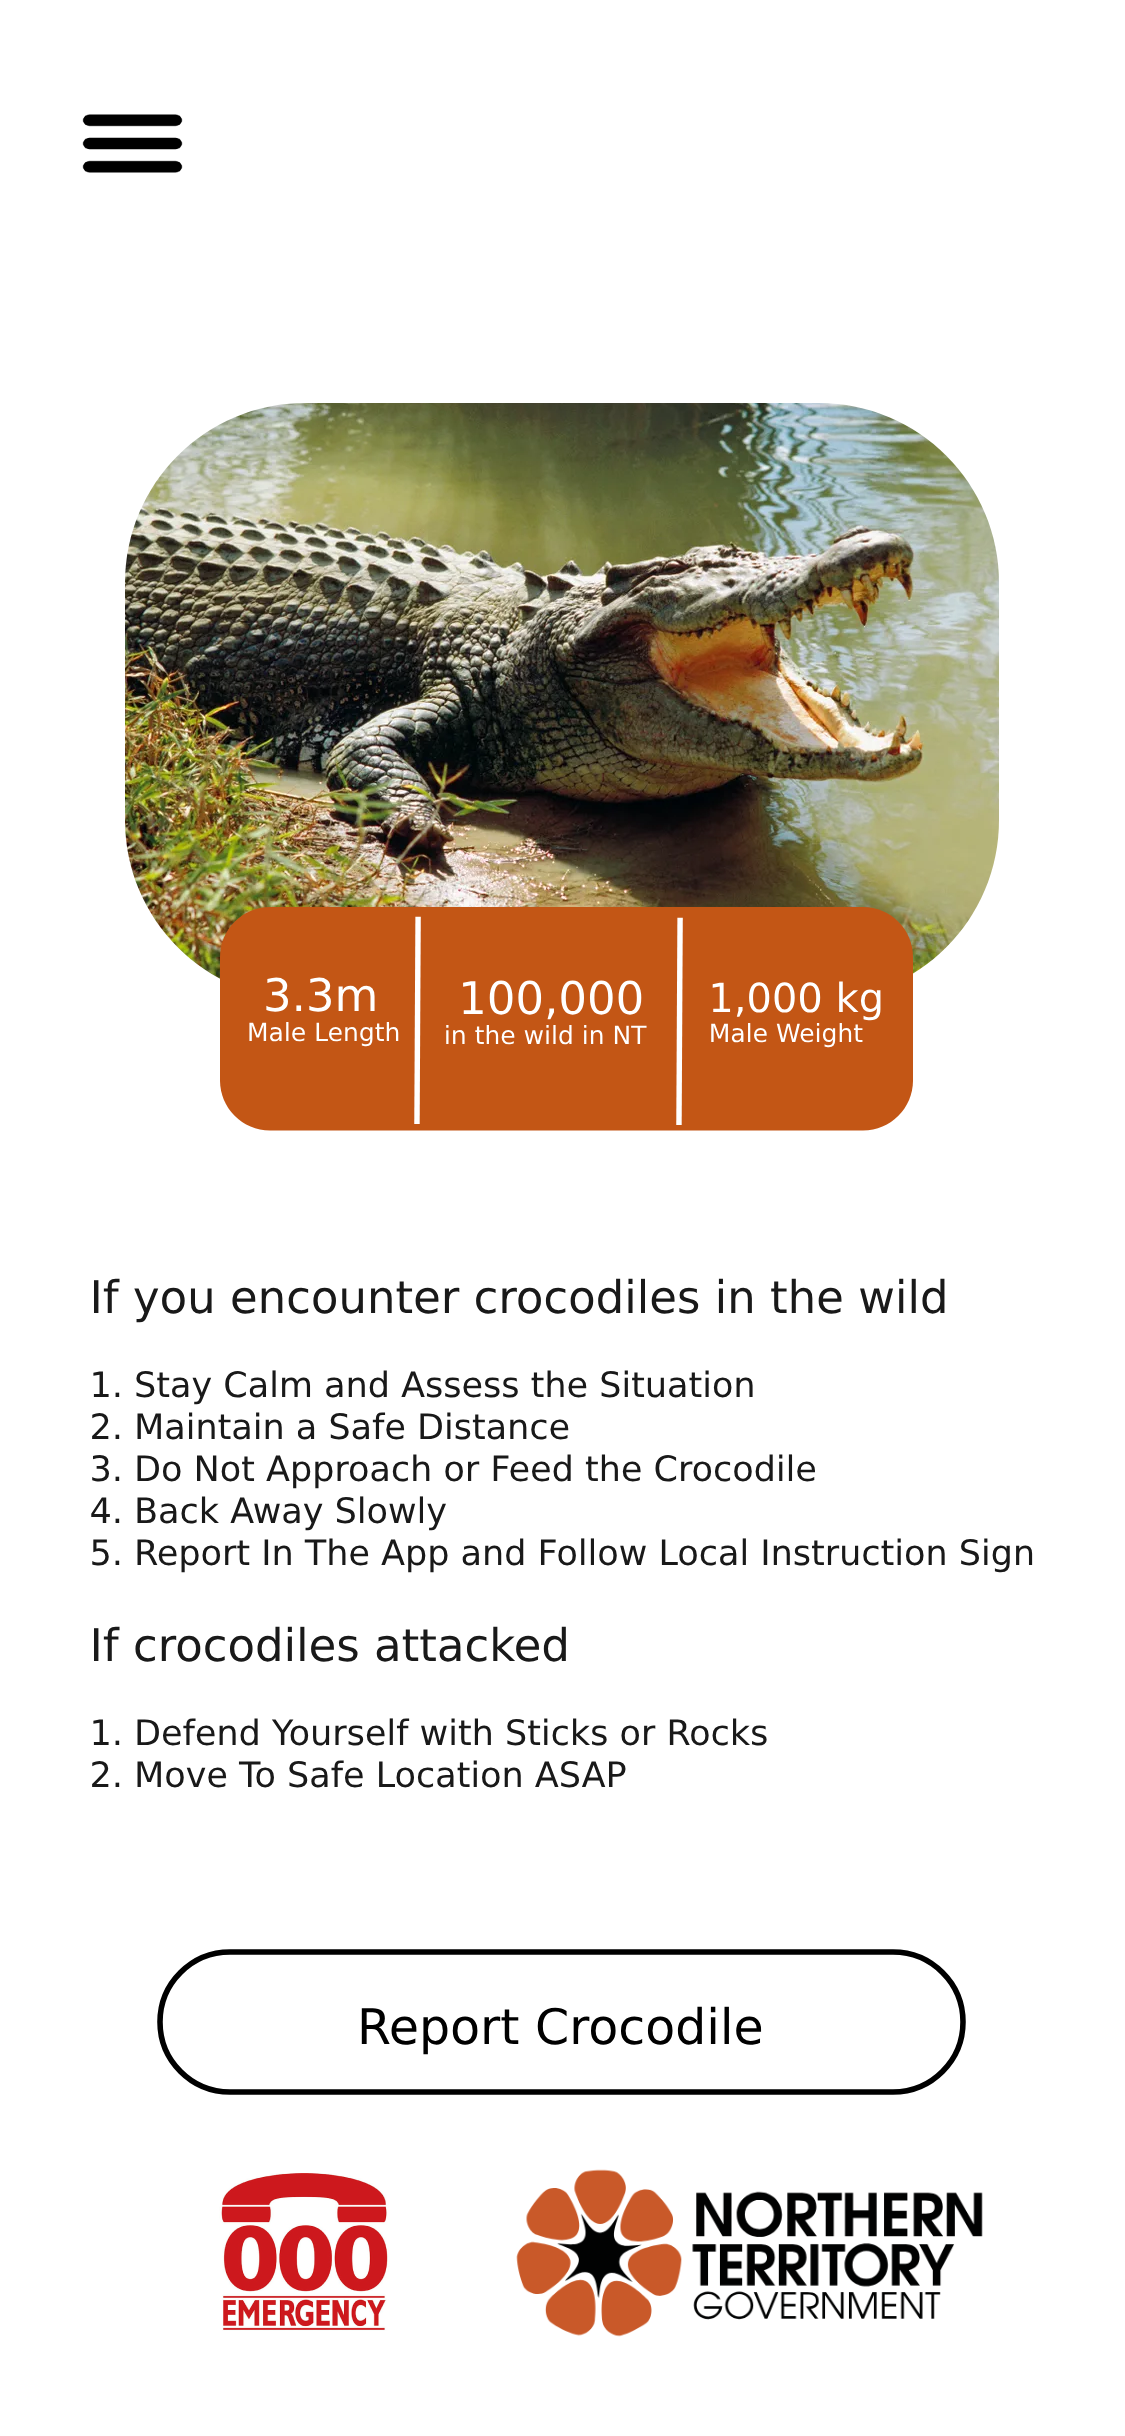 3.3m
Male Length
100,000
in the wild in NT
1,000 kg
Male Weight
If you encounter crocodiles in the wild
1. Stay Calm and Assess the Situation
2. Maintain a Safe Distance
3. Do Not Approach or Feed the Crocodile
4. Back Away Slowly
5. Report In The App and Follow Local Instruction Sign
If crocodiles attacked
1. Defend Yourself with Sticks or Rocks
2. Move To Safe Location ASAP
Report Crocodile
000
EMERGENCY
NORTHERN
TERRITORY
GOVERNMENT